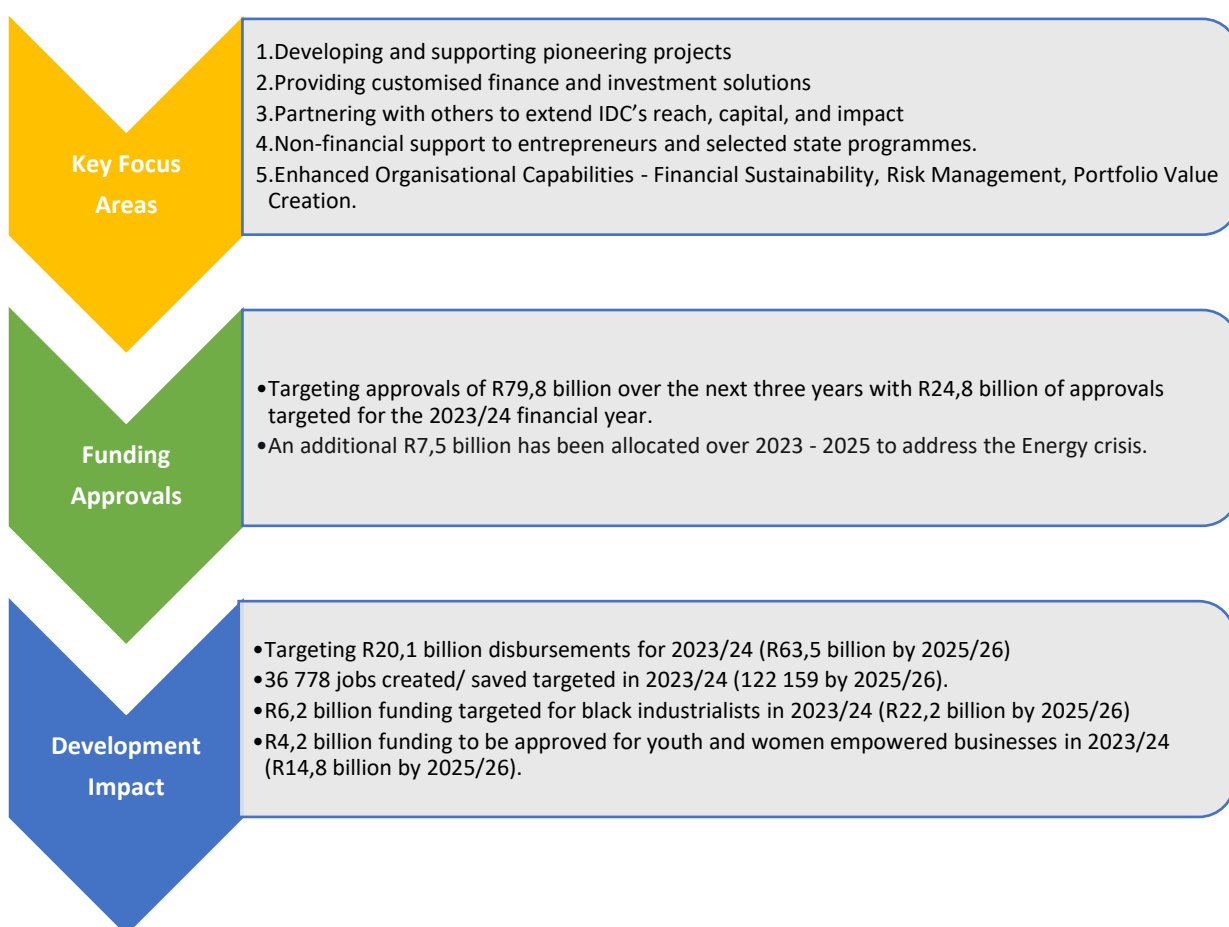 Key Focus
Areas
1.Developing and supporting pioneering projects
2.Providing customised finance and investment solutions
3.Partnering with others to extend IDC’s reach, capital, and impact
4.Non-financial support to entrepreneurs and selected state programmes.
5.Enhanced Organisational Capabilities - Financial Sustainability, Risk Management, Portfolio Value
Creation.
Funding
Approvals
•Targeting approvals of R79,8 billion over the next three years with R24,8 billion of approvals
targeted for the 2023/24 financial year.
•An additional R7,5 billion has been allocated over 2023 - 2025 to address the Energy crisis.
Development
Impact
•Targeting R20,1 billion disbursements for 2023/24 (R63,5 billion by 2025/26)
•36 778 jobs created/ saved targeted in 2023/24 (122 159 by 2025/26).
•R6,2 billion funding targeted for black industrialists in 2023/24 (R22,2 billion by 2025/26)
•R4,2 billion funding to be approved for youth and women empowered businesses in 2023/24
(R14,8 billion by 2025/26).